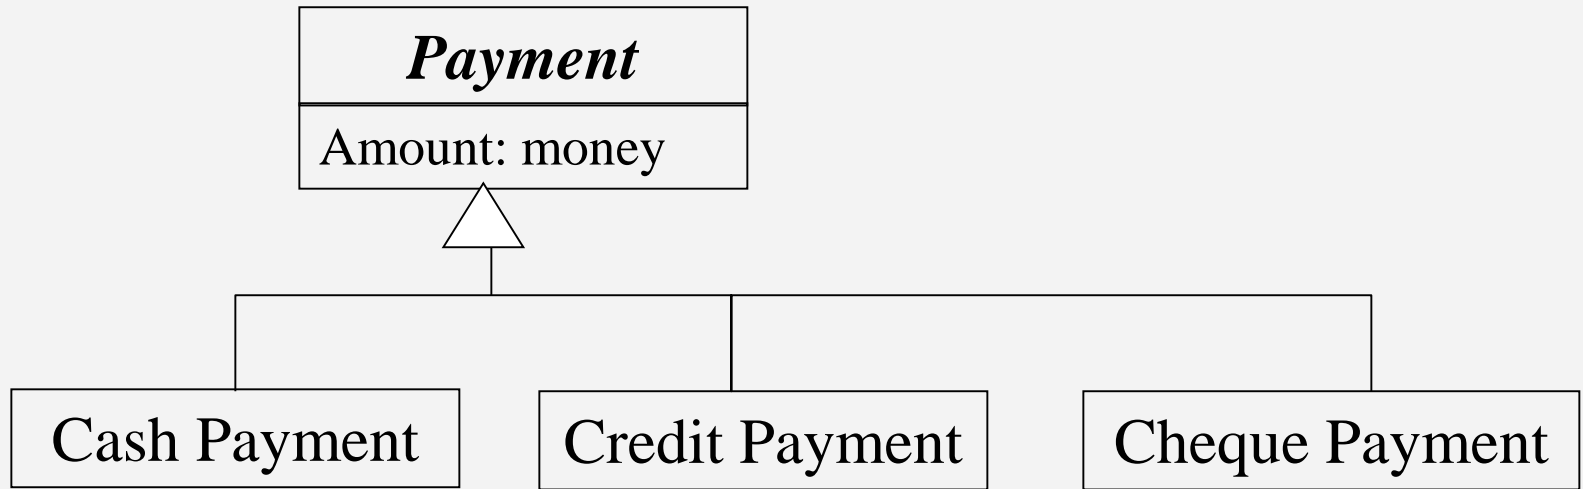 Payment
Amount: money
Cash Payment
Credit Payment
Cheque Payment